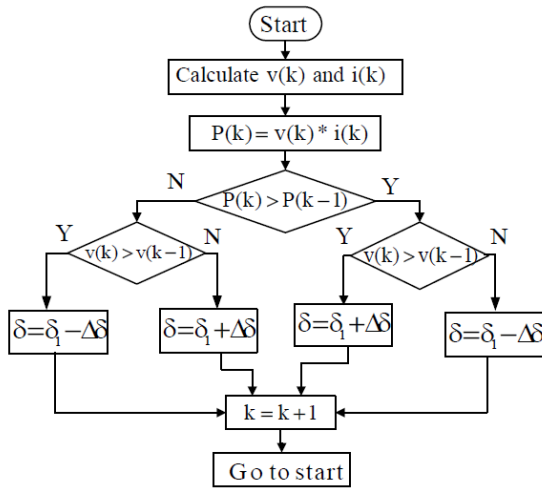 Start
Calculate v(k) and i(k)
P(k)= v(k)* i(k)
N
P(k) > P(k−1)
Y
Y
v(k) > v(k−1)
N
Y
v(k) > v(k−1)
N
δ=δ₁−Δδ
δ=δ₁+Δδ
δ=δ₁+Δδ
δ=δ₁−Δδ
k = k+1
Go to start